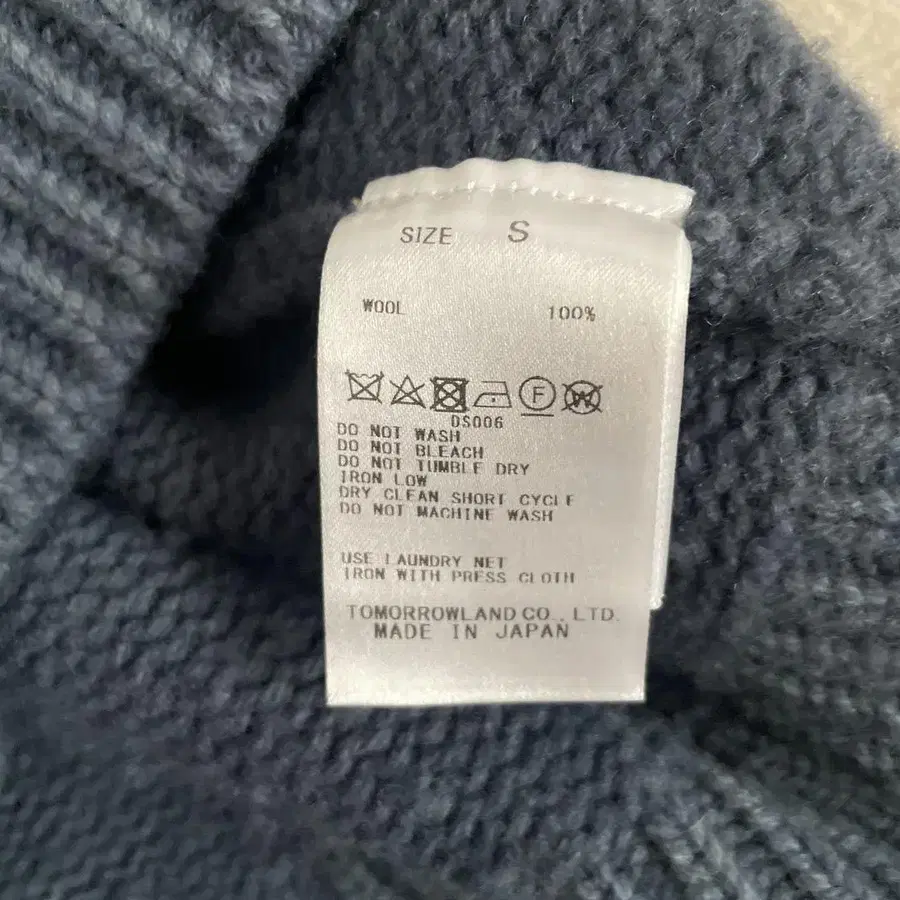 SIZE S
WOOL 100%
F W
DS006
DO NOT WASH
DO NOT BLEACH
DO NOT TUMBLE DRY
IRON LOW
DRY CLEAN SHORT CYCLE
DO NOT MACHINE WASH
USE LAUNDRY NET
IRON WITH PRESS CLOTH
TOMORROWLAND CO., LTD.
MADE IN JAPAN